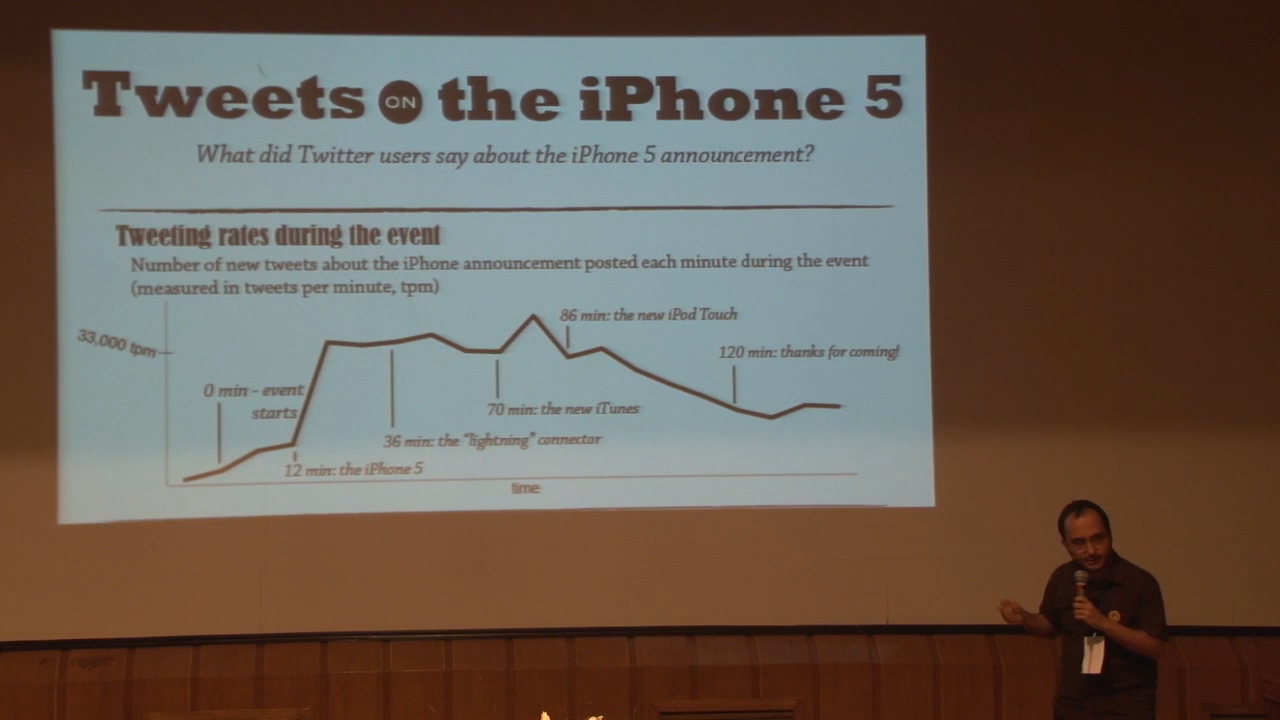 Tweets ON the iPhone 5
What did Twitter users say about the iPhone 5 announcement?
Tweeting rates during the event
Number of new tweets about the iPhone announcement posted each minute during the event
(measured in tweets per minute, tpm)
86 min: the new iPod Touch
33,000 tpm
120 min: thanks for coming!
0 min - event
starts
70 min: the new iTunes
36 min: the "lightning" connector
12 min: the iPhone 5
time